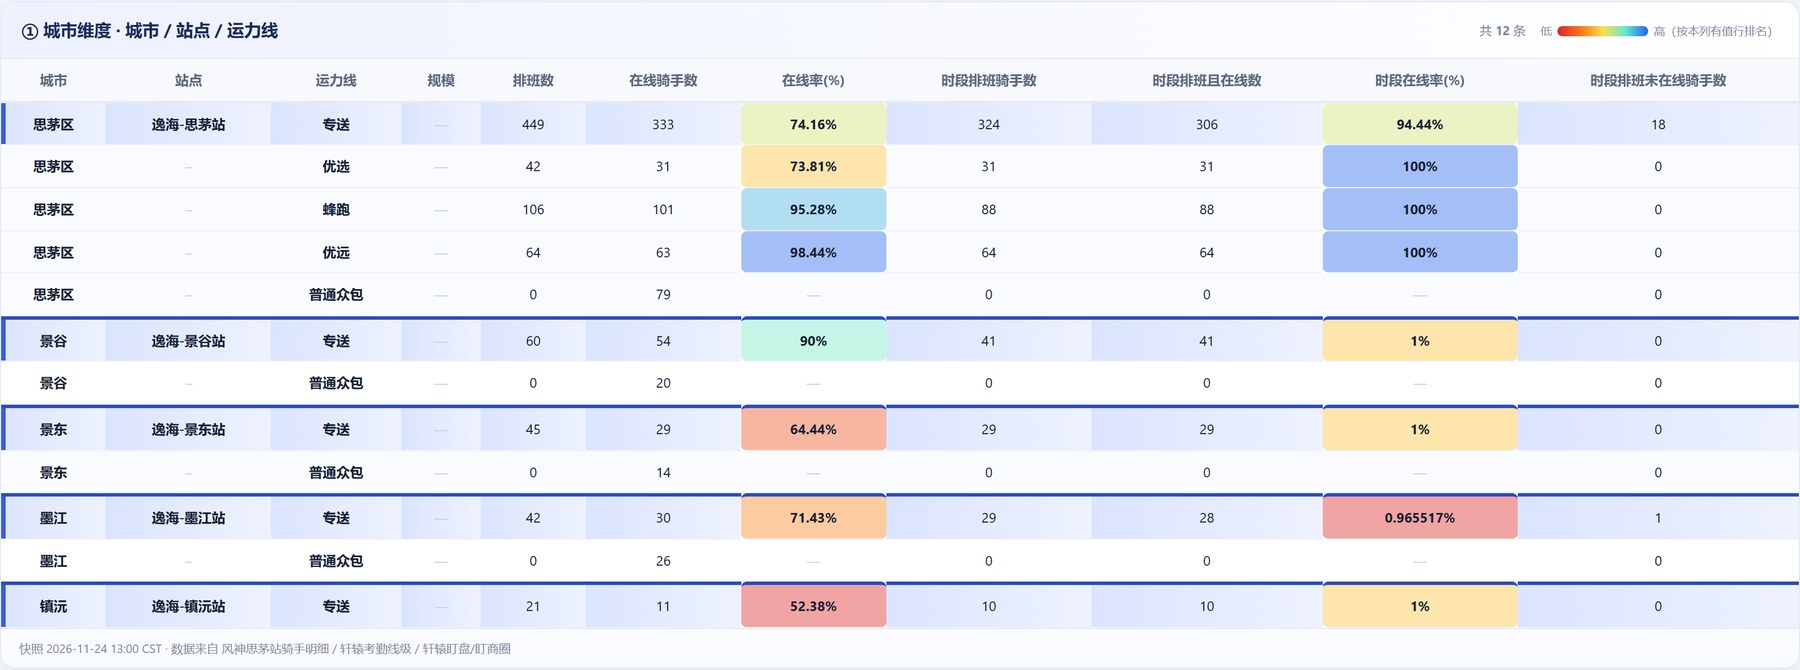 ① 城市维度 · 城市 / 站点 / 运力线 共 12 条 低 高 (按本列有值行排名)
城市 站点 运力线 规模 排班数 在线骑手数 在线率(%) 时段排班骑手数 时段排班且在线数 时段在线率(%) 时段排班未在线骑手数
思茅区 逸海-思茅站 专送 — 449 333 74.16% 324 306 94.44% 18
思茅区 – 优选 — 42 31 73.81% 31 31 100% 0
思茅区 – 蜂跑 — 106 101 95.28% 88 88 100% 0
思茅区 – 优远 — 64 63 98.44% 64 64 100% 0
思茅区 – 普通众包 — 0 79 — 0 0 — 0
景谷 逸海-景谷站 专送 — 60 54 90% 41 41 1% 0
景谷 – 普通众包 — 0 20 — 0 0 — 0
景东 逸海-景东站 专送 — 45 29 64.44% 29 29 1% 0
景东 – 普通众包 — 0 14 — 0 0 — 0
墨江 逸海-墨江站 专送 — 42 30 71.43% 29 28 0.965517% 1
墨江 – 普通众包 — 0 26 — 0 0 — 0
镇沅 逸海-镇沅站 专送 — 21 11 52.38% 10 10 1% 0
快照 2026-11-24 13:00 CST · 数据来自 风神思茅站骑手明细 / 轩辕考勤线级 / 轩辕盯盘/盯商圈